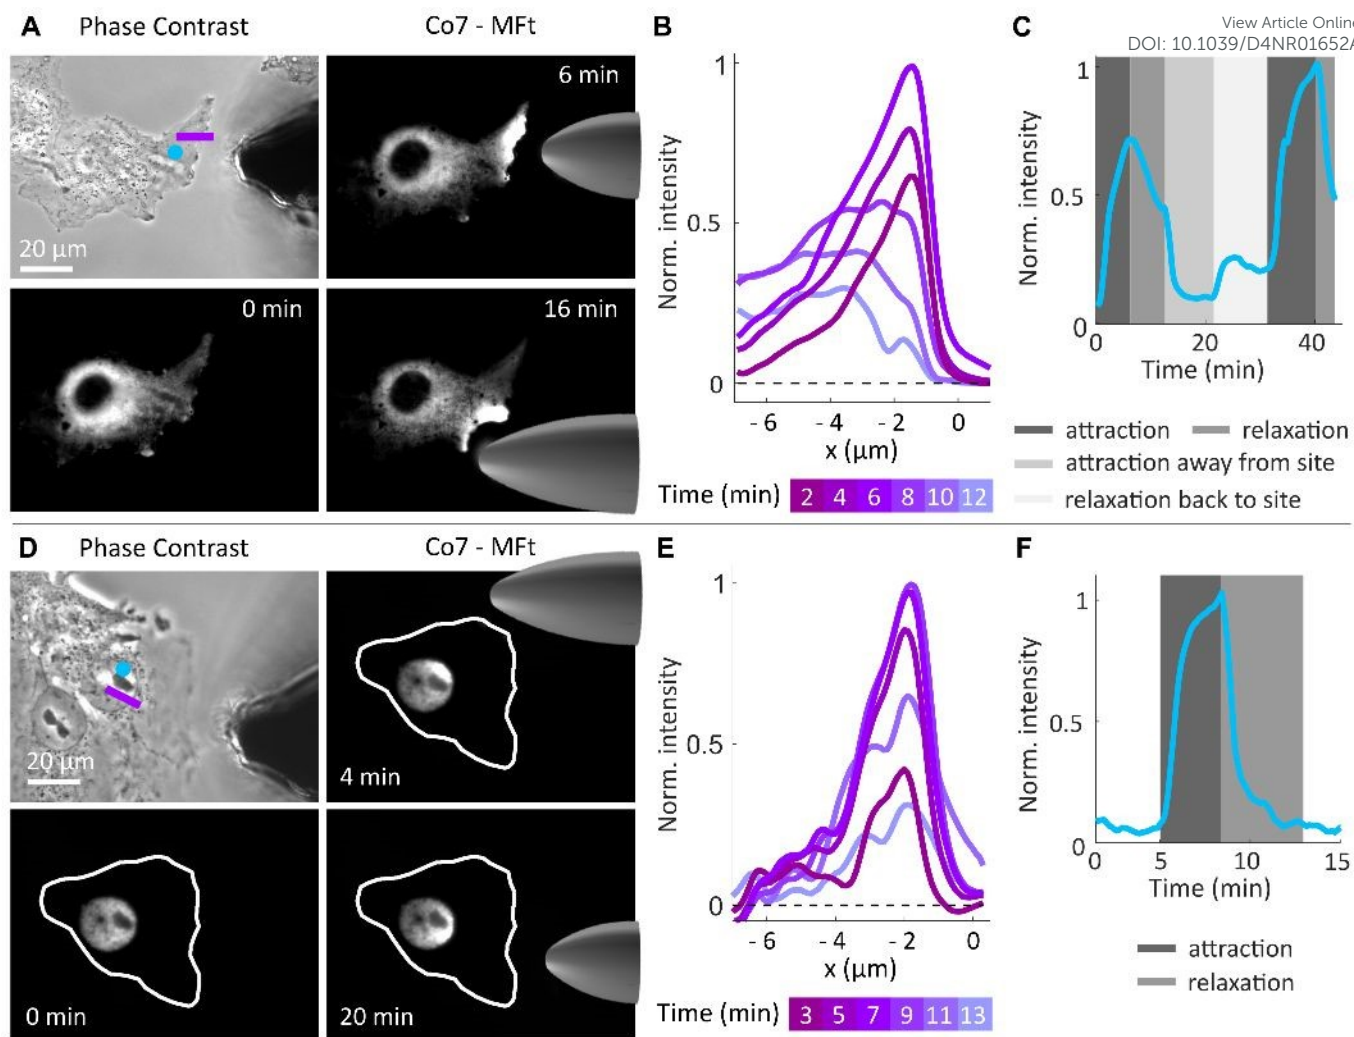 View Article Online
DOI: 10.1039/D4NR01652A
A Phase Contrast Co7 - MFt
6 min
20 µm
0 min
16 min
B
Norm. intensity
1
0.5
0
- 6 - 4 - 2 0
x (µm)
Time (min) 2 4 6 8 10 12
C
Norm. intensity
1
0.5
0
0 20 40
Time (min)
attraction relaxation
attraction away from site
relaxation back to site
D Phase Contrast Co7 - MFt
20 µm
4 min
0 min
20 min
E
Norm. intensity
1
0.5
0
- 6 - 4 - 2 0
x (µm)
Time (min) 3 5 7 9 11 13
F
Norm. intensity
1
0.5
0
0 5 10 15
Time (min)
attraction
relaxation